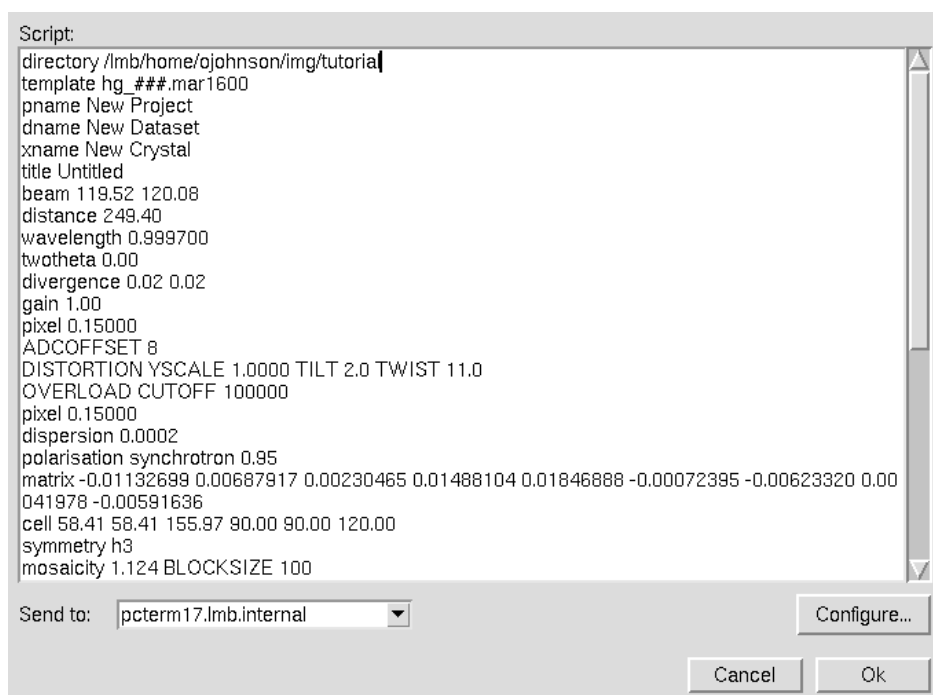 Script:
directory /lmb/home/ojohnson/img/tutorial
template hg_###.mar1600
pname New Project
dname New Dataset
xname New Crystal
title Untitled
beam 119.52 120.08
distance 249.40
wavelength 0.999700
twotheta 0.00
divergence 0.02 0.02
gain 1.00
pixel 0.15000
ADCOFFSET 8
DISTORTION YSCALE 1.0000 TILT 2.0 TWIST 11.0
OVERLOAD CUTOFF 100000
pixel 0.15000
dispersion 0.0002
polarisation synchrotron 0.95
matrix -0.01132699 0.00687917 0.00230465 0.01488104 0.01846888 -0.00072395 -0.00623320 0.00
041978 -0.00591636
cell 58.41 58.41 155.97 90.00 90.00 120.00
symmetry h3
mosaicity 1.124 BLOCKSIZE 100
Send to: pcterm17.lmb.internal Configure...
Cancel Ok